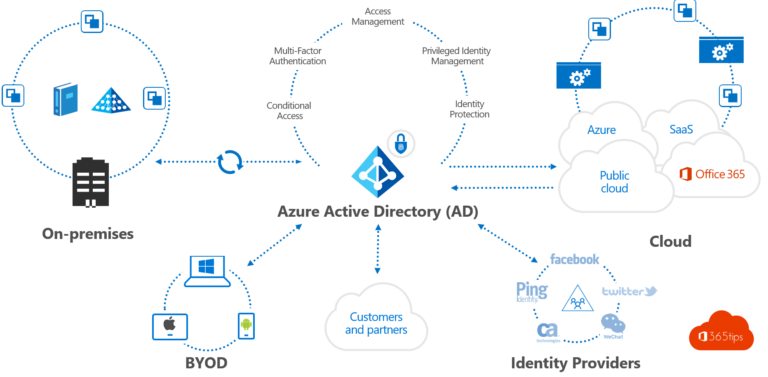 Access
Management
Multi-Factor
Authentication
Privileged Identity
Management
Conditional
Access
Identity
Protection
Azure
SaaS
Public
cloud
Office 365
Azure Active Directory (AD)
On-premises
Cloud
facebook
Ping
Identity
twitter
ca
technologies
WeChat
Customers
and partners
365tips
BYOD
Identity Providers